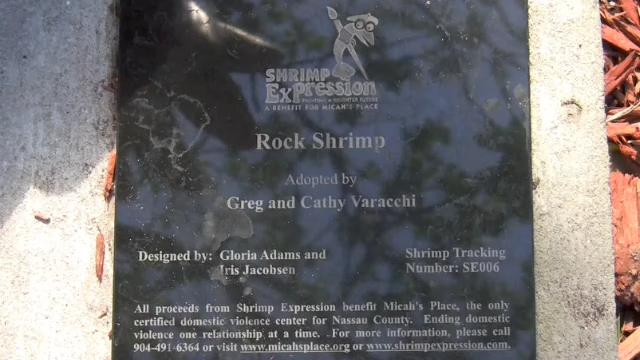 SHRIMP
EXPRESSION
PAINTING A BRIGHTER FUTURE
A BENEFIT FOR MICAH'S PLACE
Rock Shrimp
Adopted by
Greg and Cathy Varacchi
Designed by: Gloria Adams and
Iris Jacobsen
Shrimp Tracking
Number: SE006
All proceeds from Shrimp Expression benefit Micah's Place, the only
certified domestic violence center for Nassau County. Ending domestic
violence one relationship at a time. For more information, please call
904-491-6364 or visit www.micahsplace.org or www.shrimpexpression.com.